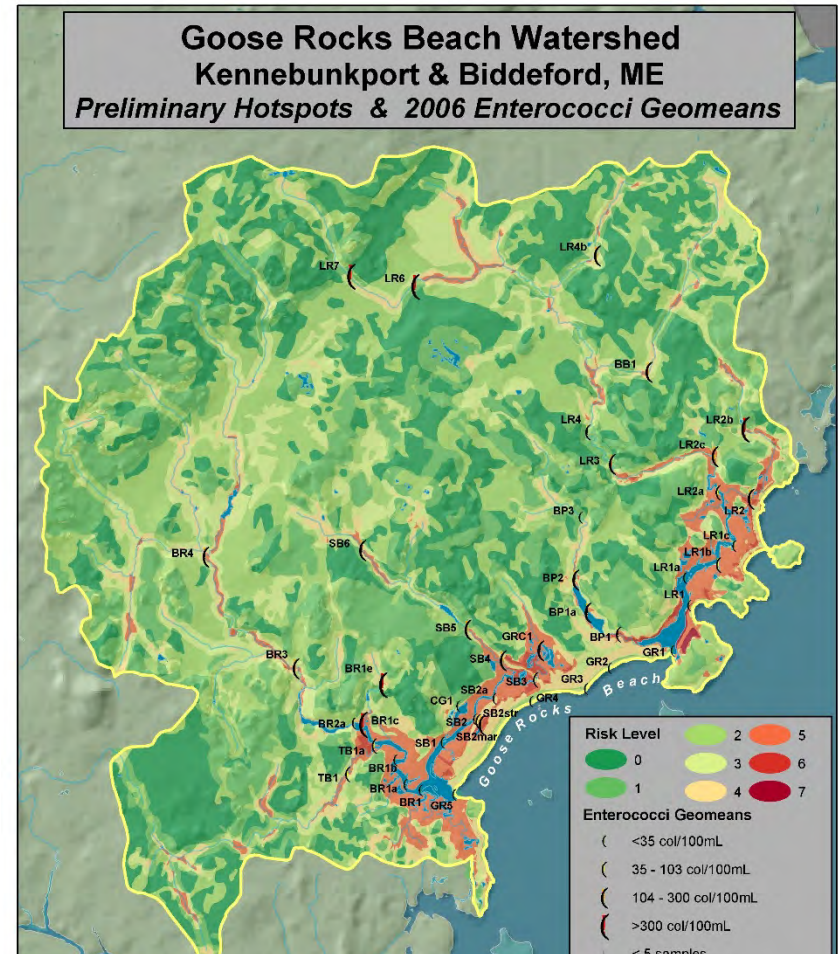 Goose Rocks Beach Watershed
Kennebunkport & Biddeford, ME
Preliminary Hotspots & 2006 Enterococci Geomeans
LR4b
LR7
LR6
BB1
LR2b
LR4
LR2c
LR3
LR2a
LR2
BP3
LR1c
SB6
LR1b
BR4
LR1a
BP2
LR1
BP1a
SB5
GRC1
BP1
GR1
BR3
SB4
GR2
BR1e
SB3
GR3
SB2a
GR4
CG1
SB2str
BR2a
BR1c
SB2
SB2mar
SB1
TB1a
BR1b
TB1
BR1a
BR1
GR5
Goose Rocks Beach
Risk Level
0
1
2
3
4
5
6
7
Enterococci Geomeans
<35 col/100mL
35 - 103 col/100mL
104 - 300 col/100mL
>300 col/100mL
< 5 samples